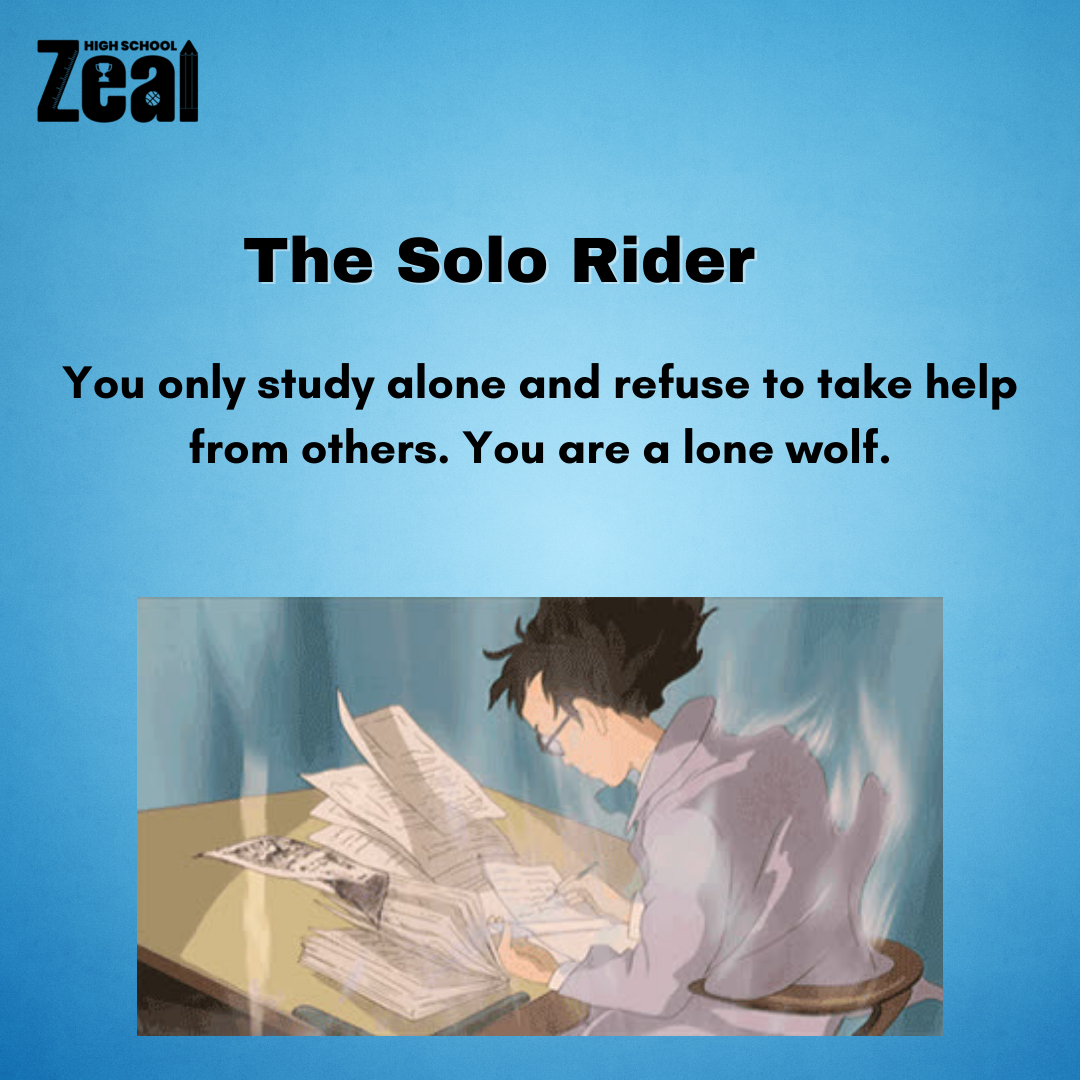 HIGH SCHOOL
Zeal
The Solo Rider
You only study alone and refuse to take help
from others. You are a lone wolf.